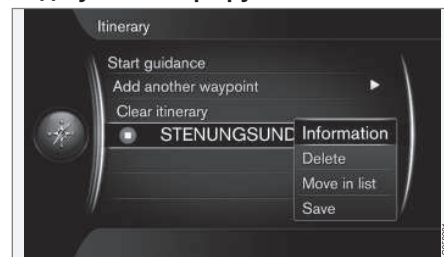 Itinerary
Start guidance
Add another waypoint
Clear itinerary
STENUNGSUND
Information
Delete
Move in list
Save